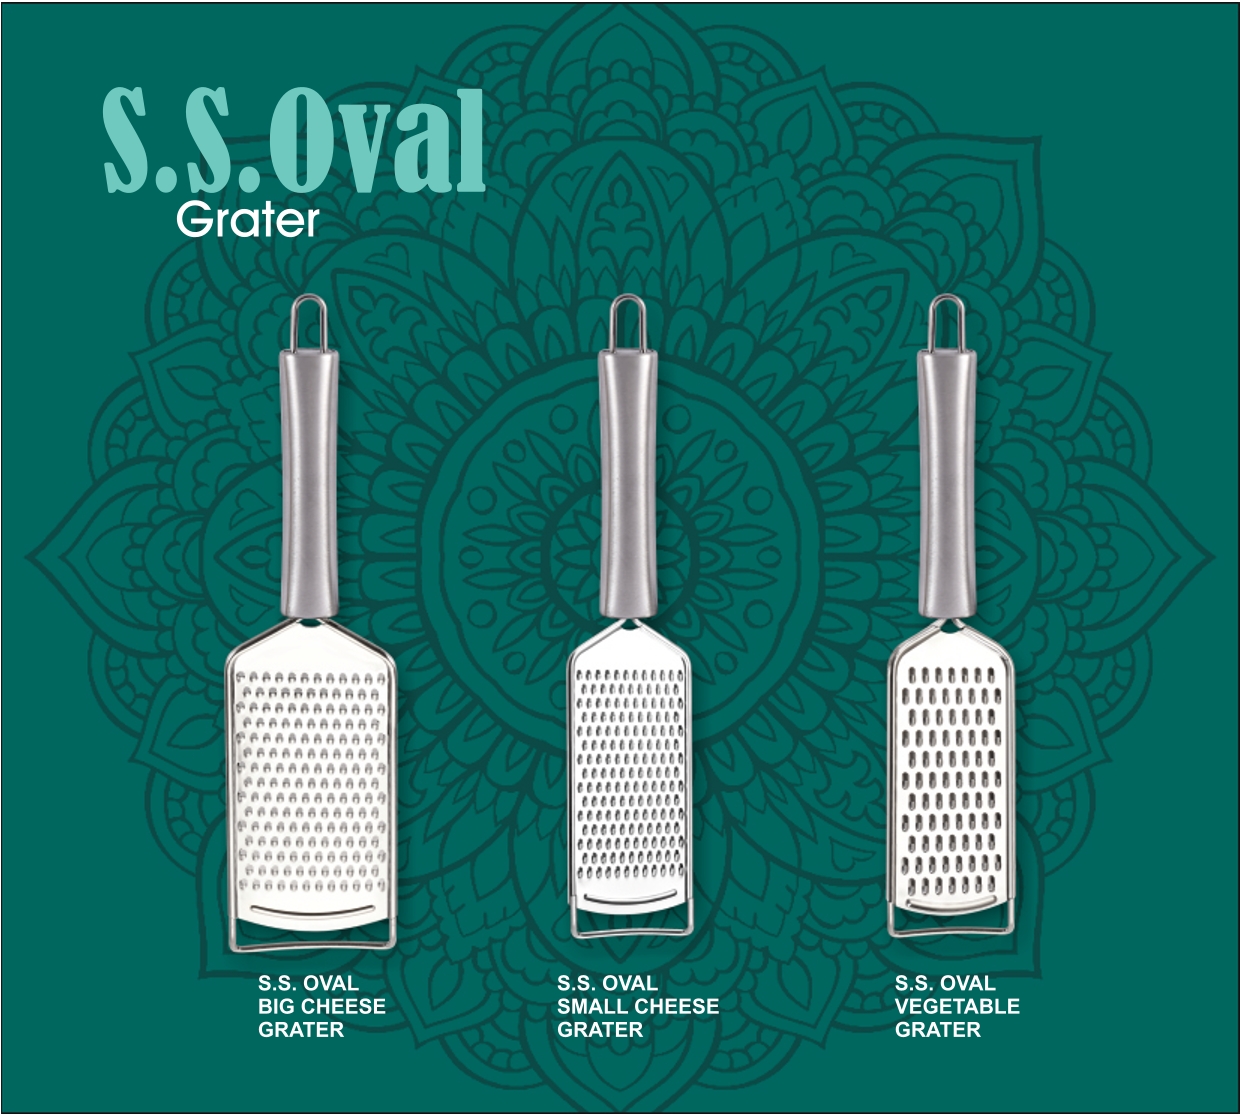 S.S.Oval
Grater
S.S. OVAL
BIG CHEESE
GRATER
S.S. OVAL
SMALL CHEESE
GRATER
S.S. OVAL
VEGETABLE
GRATER